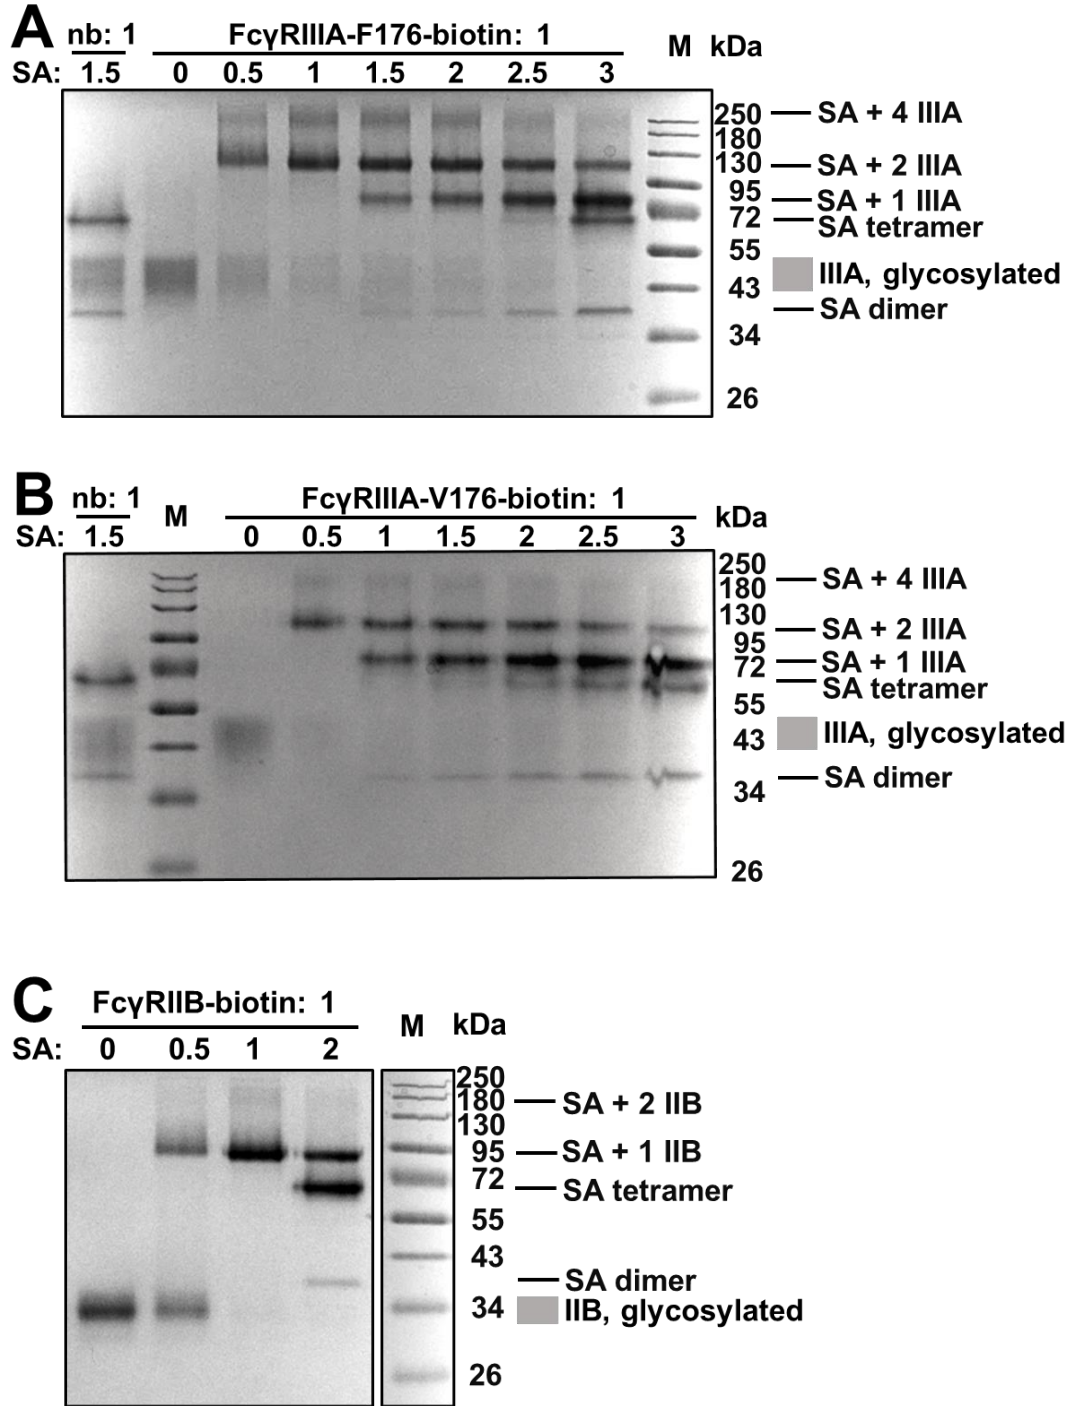 A
nb: 1 FcγRIIIA-F176-biotin: 1 M kDa
SA: 1.5 0 0.5 1 1.5 2 2.5 3
250 SA + 4 IIIA
180
130 SA + 2 IIIA
95
SA + 1 IIIA
72
SA tetramer
55
IIIA, glycosylated
43
SA dimer
34
26
B
nb: 1 M FcγRIIIA-V176-biotin: 1 kDa
SA: 1.5 0 0.5 1 1.5 2 2.5 3
250
SA + 4 IIIA
180
130
SA + 2 IIIA
95
SA + 1 IIIA
72
SA tetramer
55
IIIA, glycosylated
43
SA dimer
34
26
C
FcγRIIB-biotin: 1 M kDa
SA: 0 0.5 1 2
250
180 SA + 2 IIB
130
95 SA + 1 IIB
72
SA tetramer
55
43
SA dimer
34 IIB, glycosylated
26